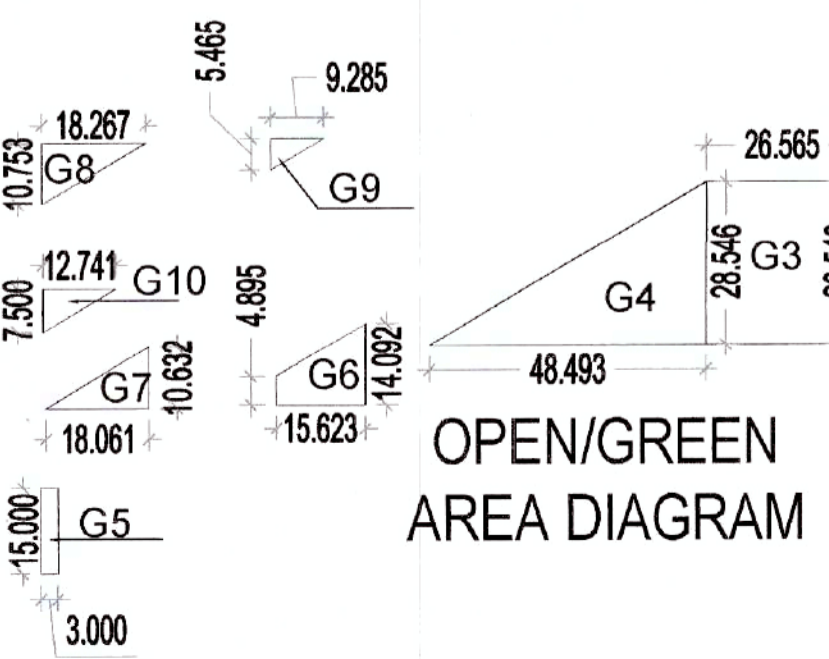 5.465
9.285
18.267
10.753
G8
G9
26.565
12.741
G10
7.500
4.895
28.546
G3
G4
G7
10.632
G6
14.092
18.061
15.623
48.493
OPEN/GREEN
AREA DIAGRAM
15.000
G5
3.000